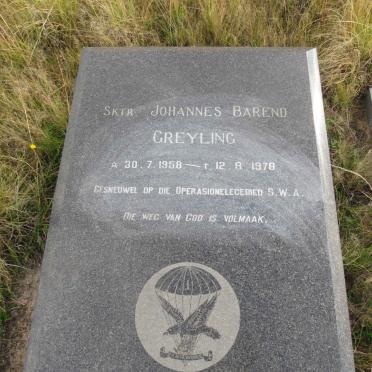 SKTR. JOHANNES BAREND
GREYLING
30.7.1958 — 12.8.1978
GESNEUWEL OP DIE OPERASIONELEGEBIED S.W.A.
DIE WEG VAN GOD IS VOLMAAK.